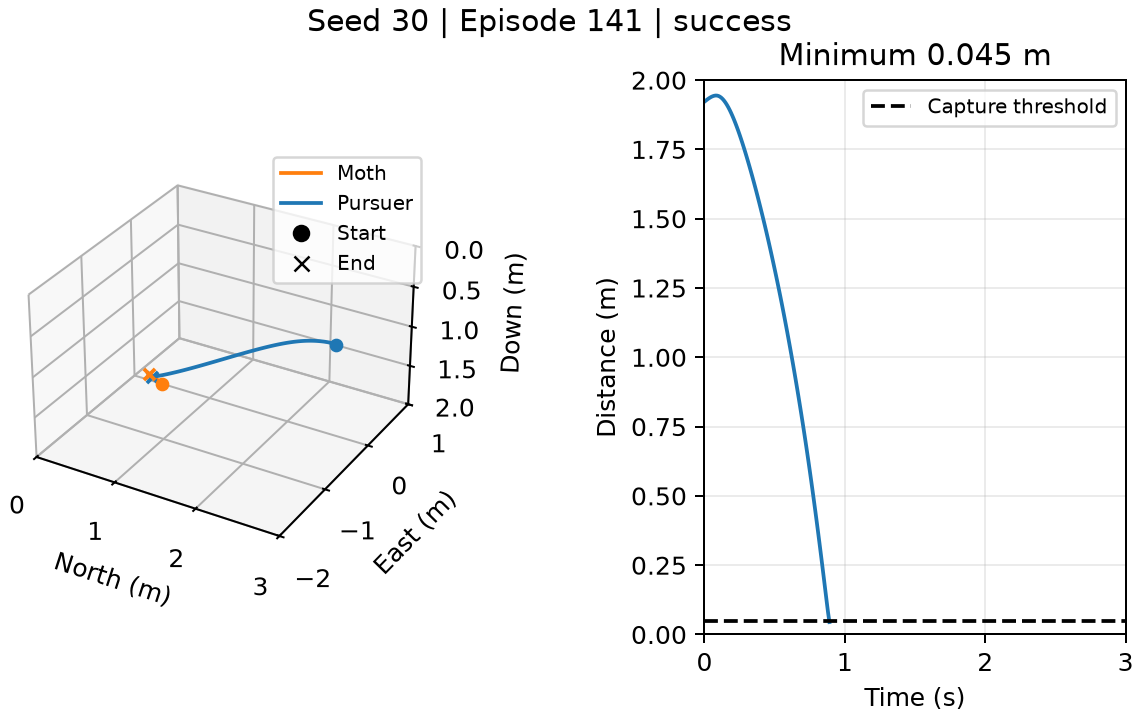 Seed 30 | Episode 141 | success
Moth
Pursuer
Start
End
0.0
0.5
1.0
1.5
2.0
Down (m)
1
0
−1
−2
East (m)
0
1
2
3
North (m)
Minimum 0.045 m
Capture threshold
2.00
1.75
1.50
1.25
1.00
0.75
0.50
0.25
0.00
Distance (m)
0
1
2
3
Time (s)